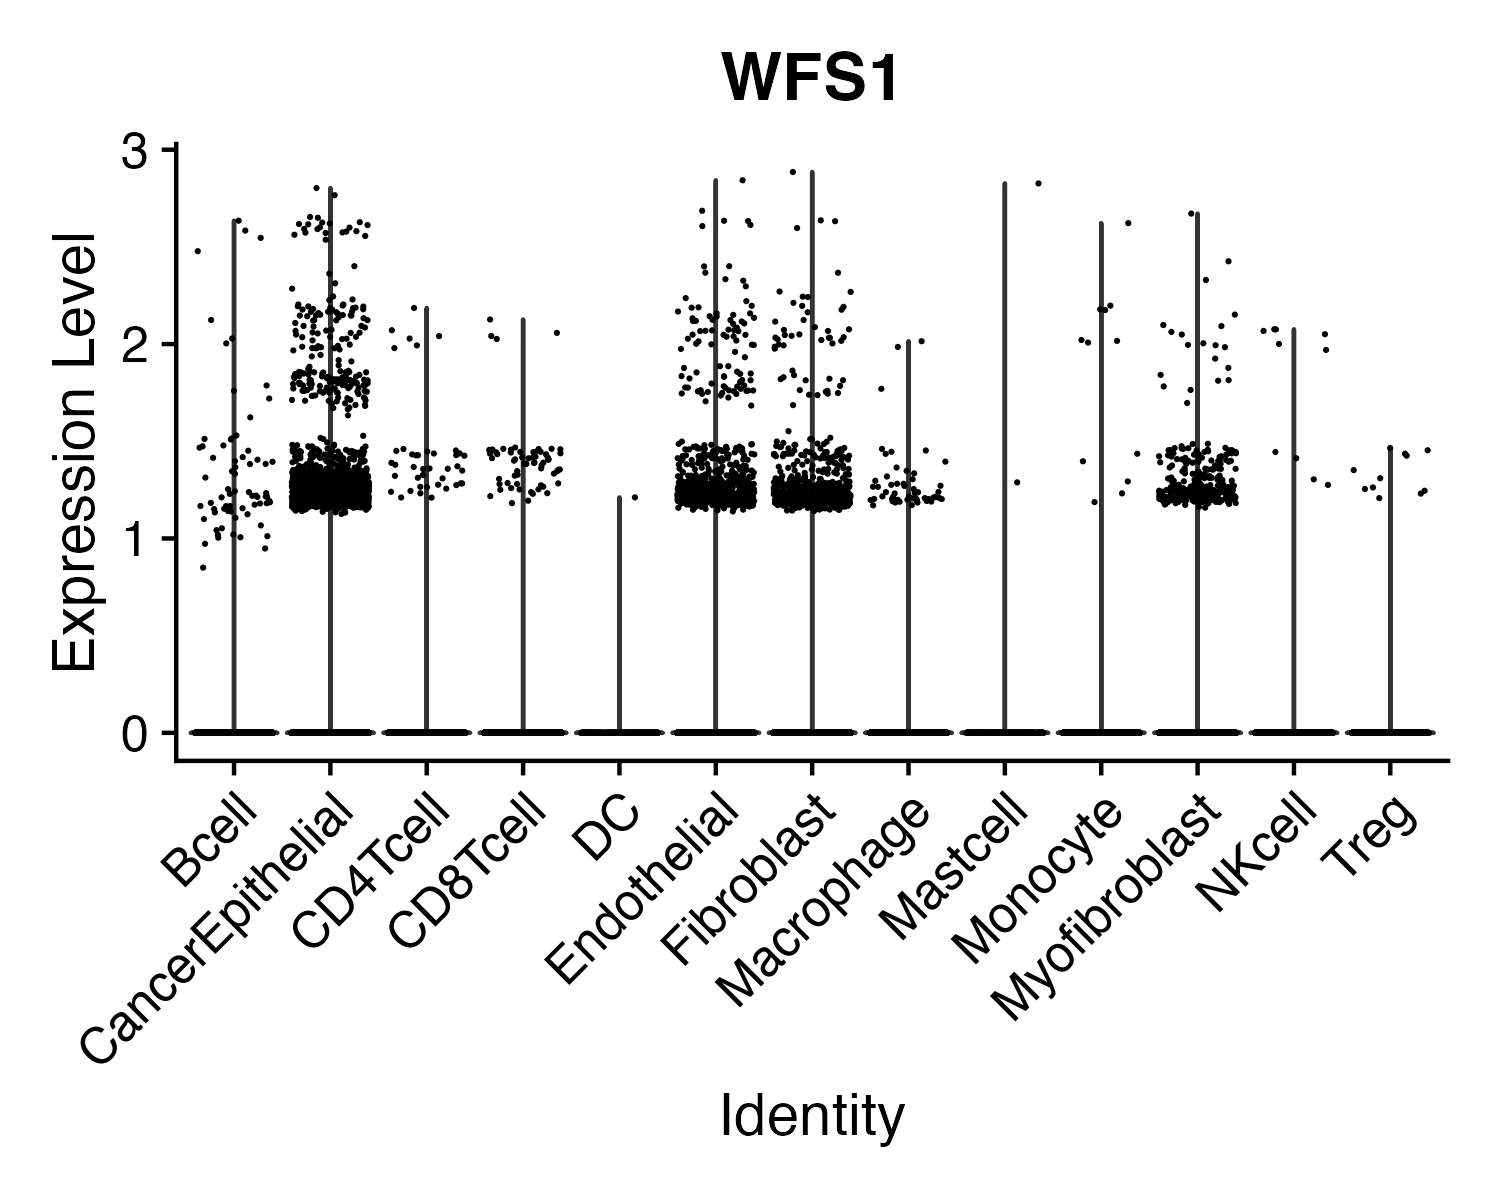 WFS1
Expression Level
3
2
1
0
Bcell
CancerEpithelial
CD4Tcell
CD8Tcell
DC
Endothelial
Fibroblast
Macrophage
Mastcell
Monocyte
Myofibroblast
NKcell
Treg
Identity